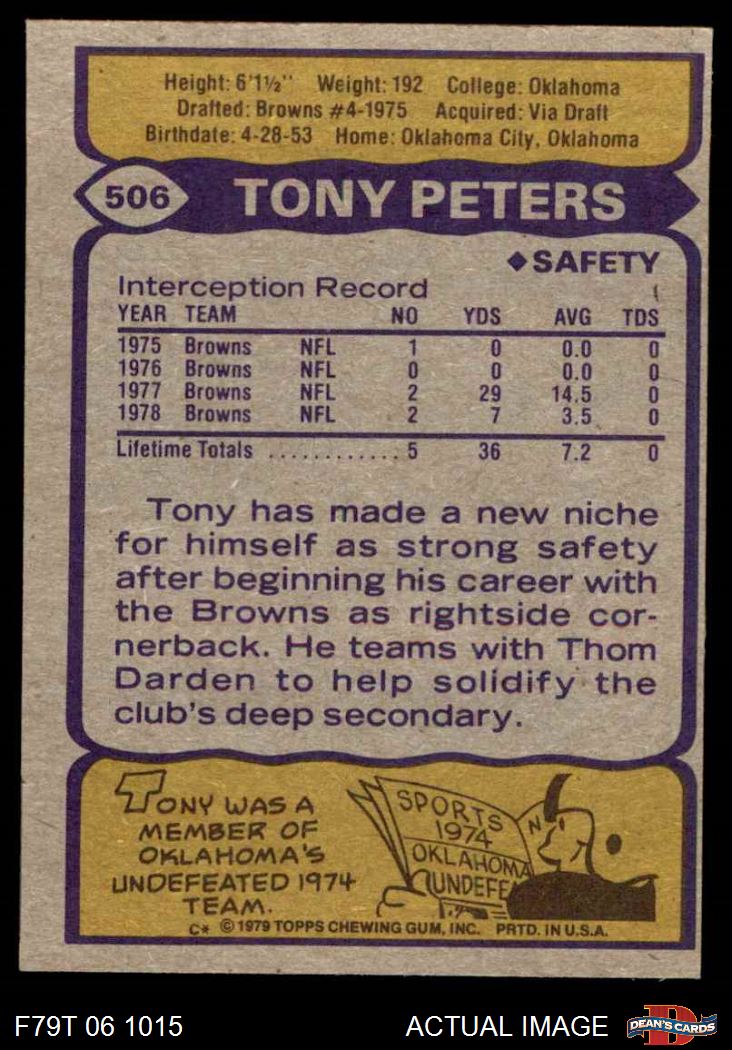 Height: 6'1½" Weight: 192 College: Oklahoma
Drafted: Browns #4-1975 Acquired: Via Draft
Birthdate: 4-28-53 Home: Oklahoma City, Oklahoma
506 TONY PETERS
◆SAFETY
Interception Record
YEAR TEAM NO YDS AVG TDS
1975 Browns NFL 1 0 0.0 0
1976 Browns NFL 0 0 0.0 0
1977 Browns NFL 2 29 14.5 0
1978 Browns NFL 2 7 3.5 0
Lifetime Totals ............ 5 36 7.2 0
Tony has made a new niche
for himself as strong safety
after beginning his career with
the Browns as rightside cor-
nerback. He teams with Thom
Darden to help solidify the
club's deep secondary.
TONY WAS A
MEMBER OF
OKLAHOMA'S
UNDEFEATED 1974
TEAM.
SPORTS
1974
OKLAHOMA
UNDEFE
N
C* © 1979 TOPPS CHEWING GUM, INC. PRTD. IN U.S.A.
F79T 06 1015 ACTUAL IMAGE D DEAN'S CARDS